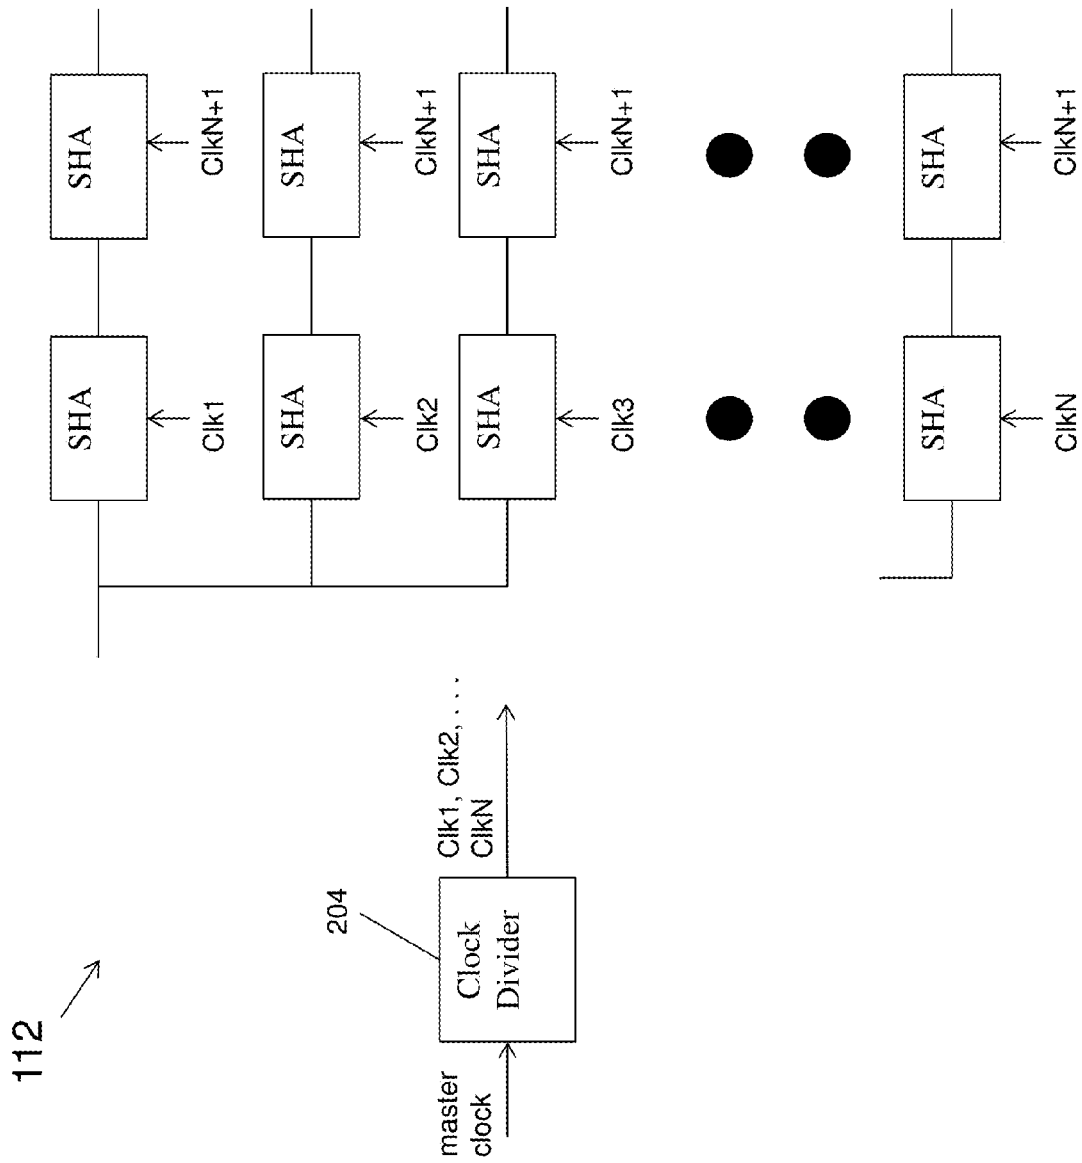 112
204
master
clock
Clock
Divider
Clk1, Clk2, . . .
ClkN
SHA
Clk1
SHA
ClkN+1
SHA
Clk2
SHA
ClkN+1
SHA
Clk3
SHA
ClkN+1
SHA
ClkN
SHA
ClkN+1